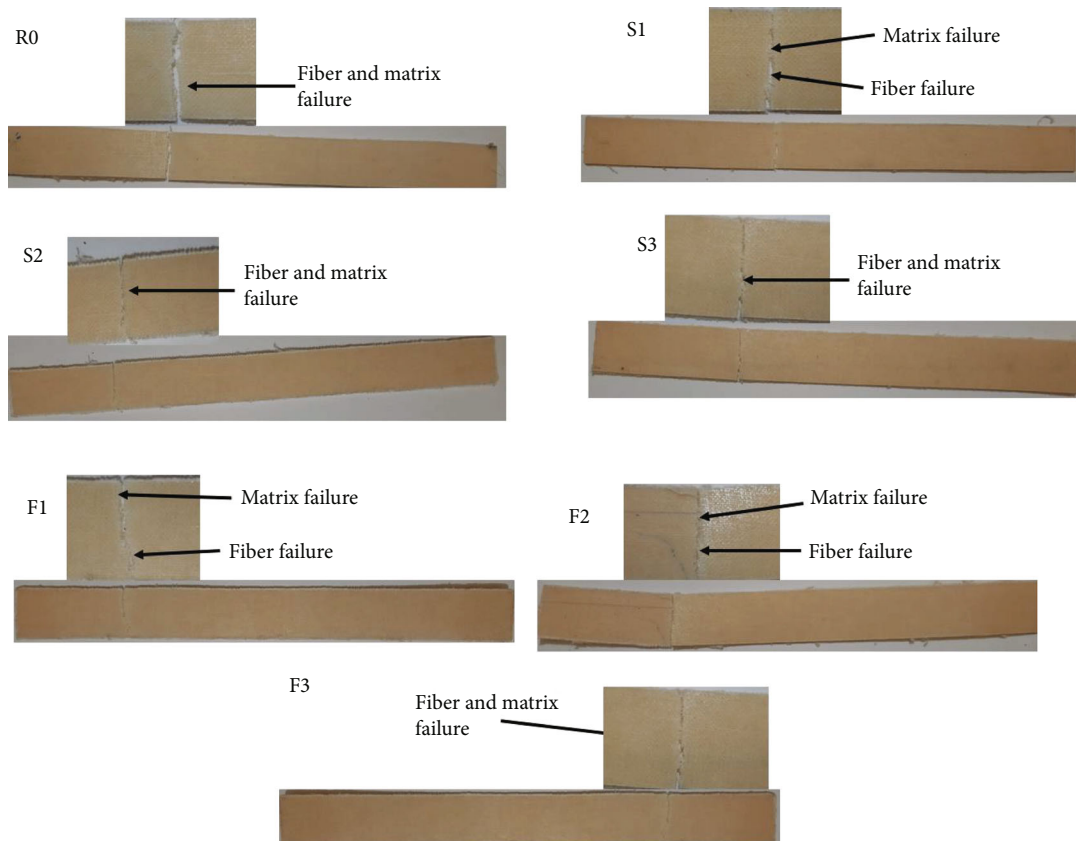 R0
Fiber and matrix
failure
S1
Matrix failure
Fiber failure
S2
Fiber and matrix
failure
S3
Fiber and matrix
failure
F1
Matrix failure
Fiber failure
F2
Matrix failure
Fiber failure
F3
Fiber and matrix
failure